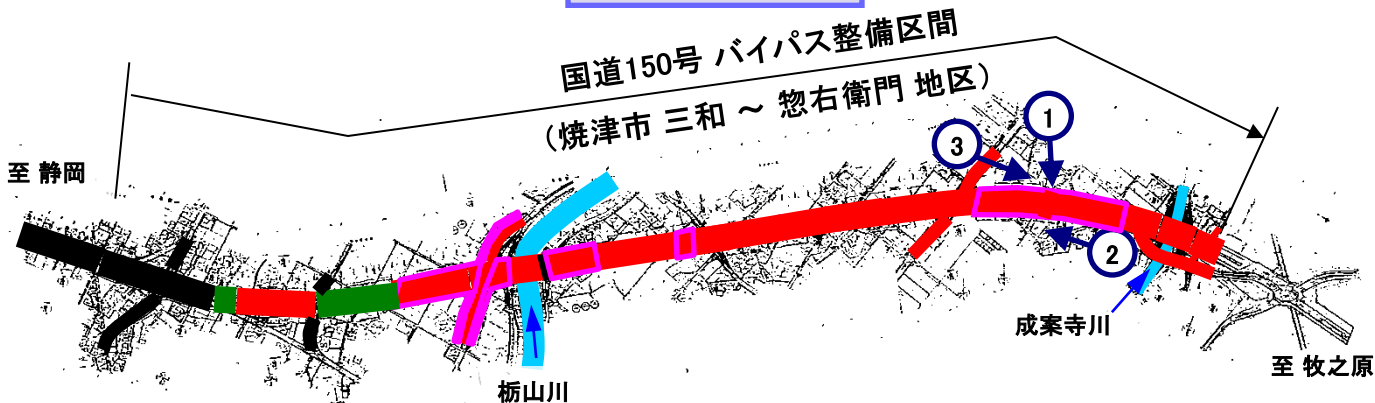 国道150号 バイパス整備区間
（焼津市 三和 ～ 惣右衛門 地区）
至 静岡
1
3
2
成案寺川
栃山川
至 牧之原